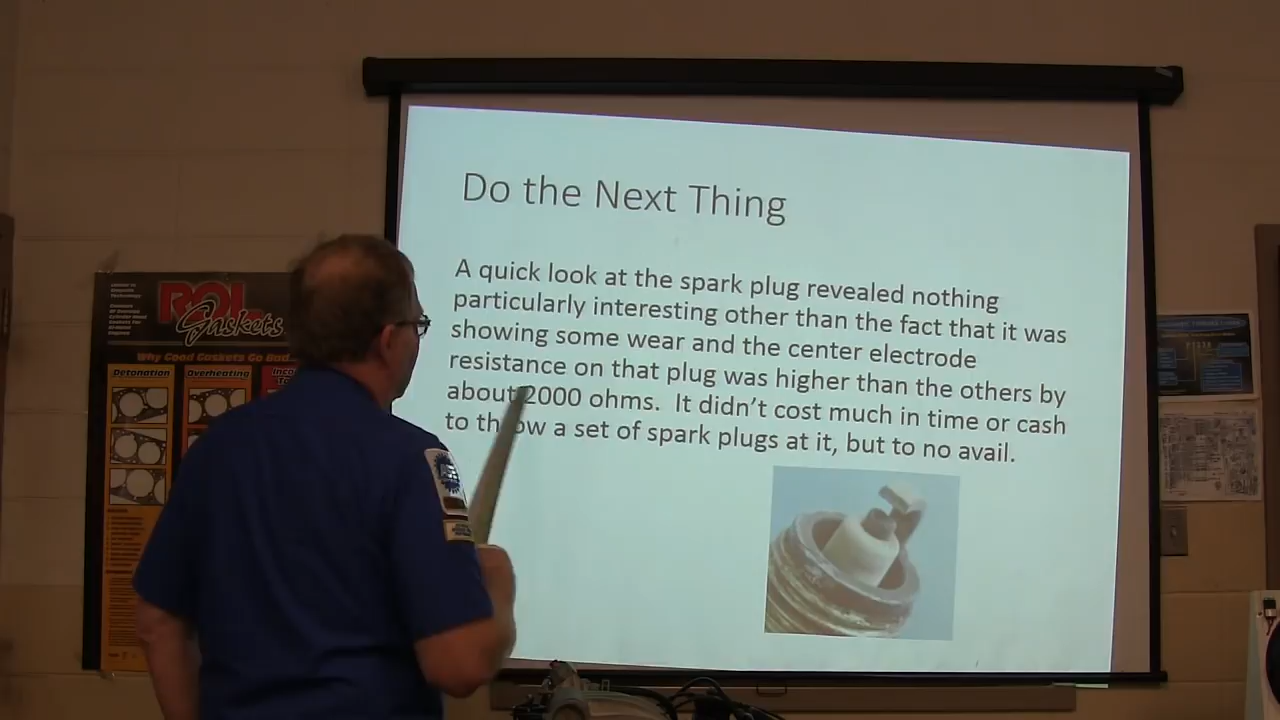 Do the Next Thing
A quick look at the spark plug revealed nothing
particularly interesting other than the fact that it was
showing some wear and the center electrode
resistance on that plug was higher than the others by
about 2000 ohms. It didn't cost much in time or cash
to throw a set of spark plugs at it, but to no avail.
ROL
Gaskets
Why Good Gaskets Go Bad
Detonation
Overheating